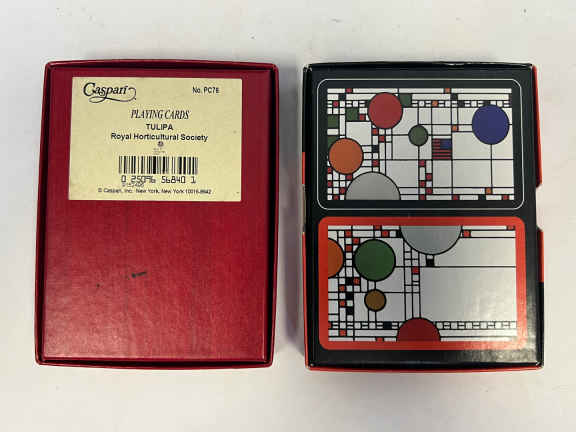 Caspari No. PC76
PLAYING CARDS
TULIPA
Royal Horticultural Society
0 25096 56840 1
© Caspari, Inc. New York, New York 10016-8942